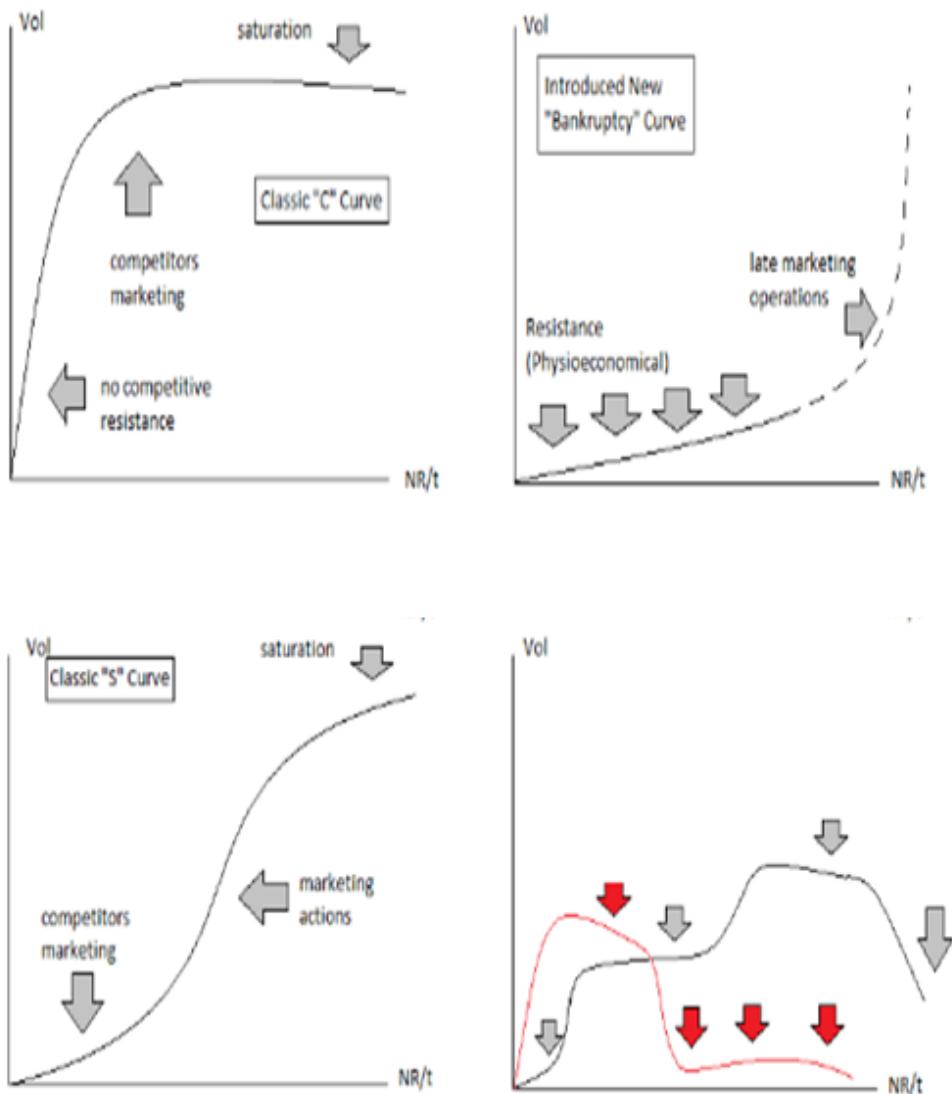 Vol
saturation
Classic "C" Curve
competitors
marketing
no competitive
resistance
NR/t
Vol
Introduced New
"Bankruptcy" Curve
late marketing
operations
Resistance
(Physioeconomical)
NR/t
Vol
saturation
Classic "S" Curve
marketing
actions
competitors
marketing
NR/t
Vol
NR/t